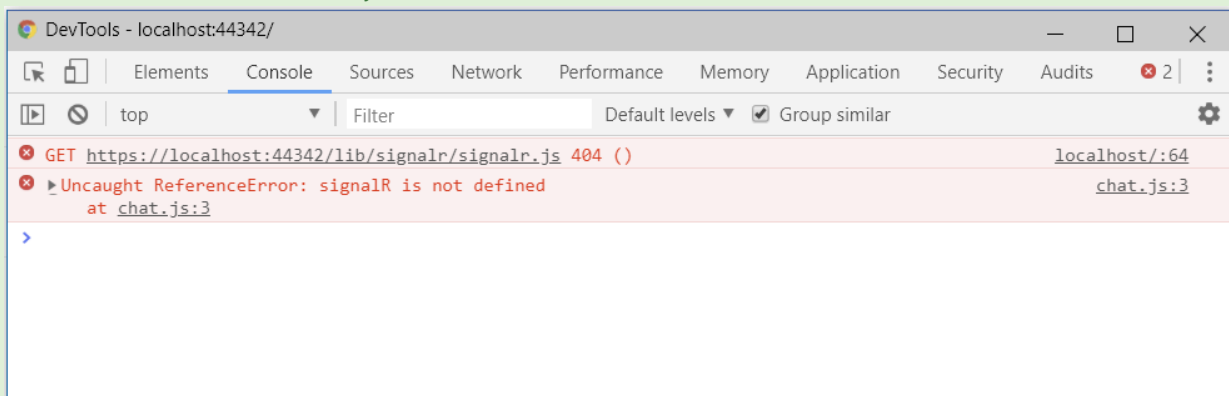 DevTools - localhost:44342/
Elements Console Sources Network Performance Memory Application Security Audits 2
top Filter Default levels Group similar
GET https://localhost:44342/lib/signalr/signalr.js 404 () localhost/:64
Uncaught ReferenceError: signalR is not defined chat.js:3
at chat.js:3